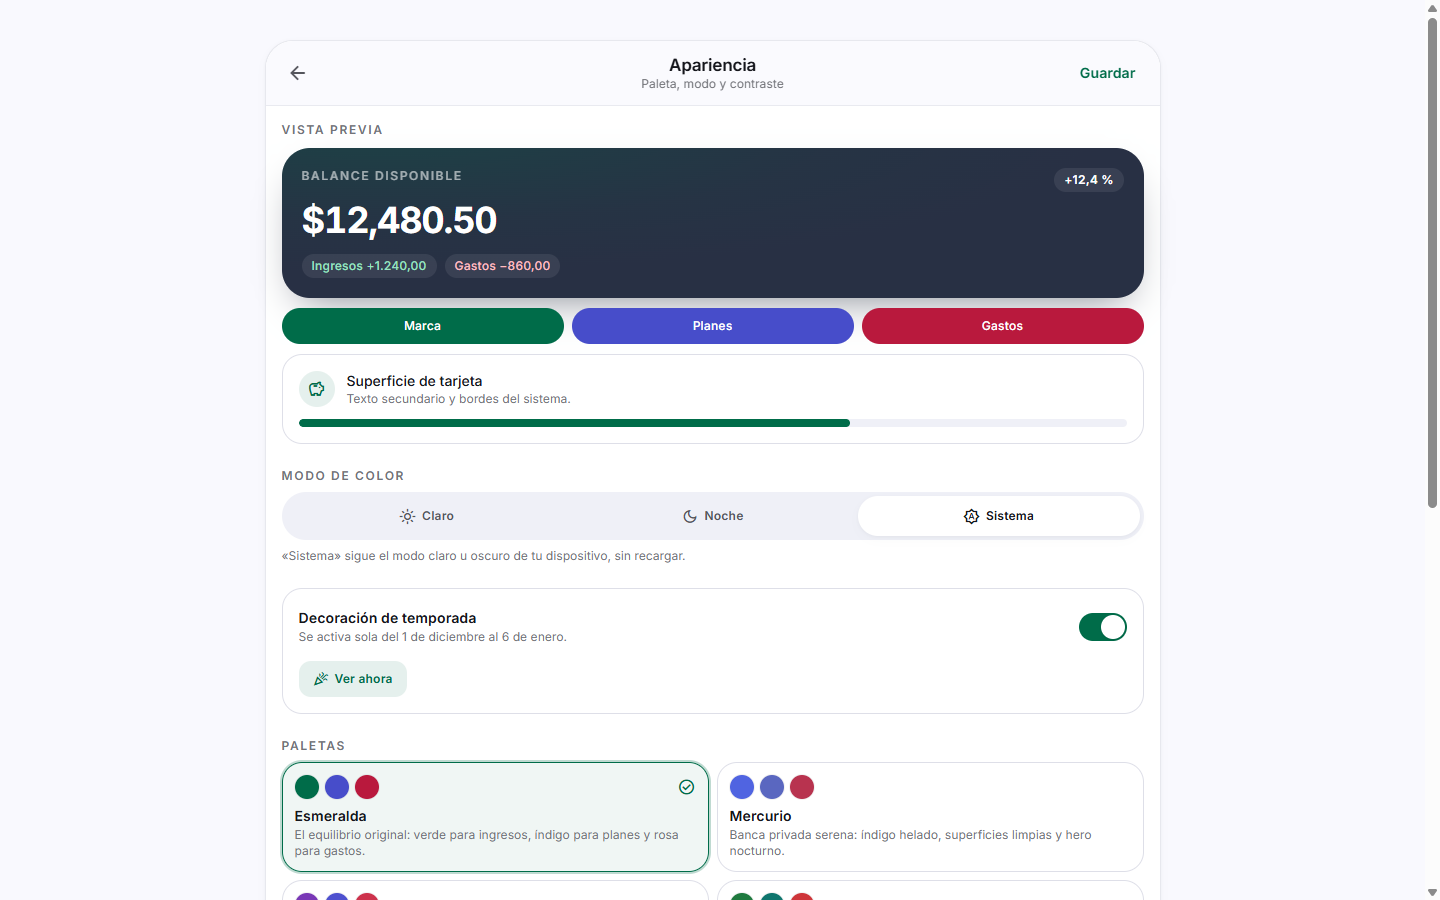 Apariencia
Paleta, modo y contraste
Guardar
VISTA PREVIA
BALANCE DISPONIBLE
+12,4 %
$12,480.50
Ingresos +1.240,00
Gastos −860,00
Marca
Planes
Gastos
Superficie de tarjeta
Texto secundario y bordes del sistema.
MODO DE COLOR
Claro
Noche
Sistema
«Sistema» sigue el modo claro u oscuro de tu dispositivo, sin recargar.
Decoración de temporada
Se activa sola del 1 de diciembre al 6 de enero.
Ver ahora
PALETAS
Esmeralda
El equilibrio original: verde para ingresos, índigo para planes y rosa
para gastos.
Mercurio
Banca privada serena: índigo helado, superficies limpias y hero
nocturno.